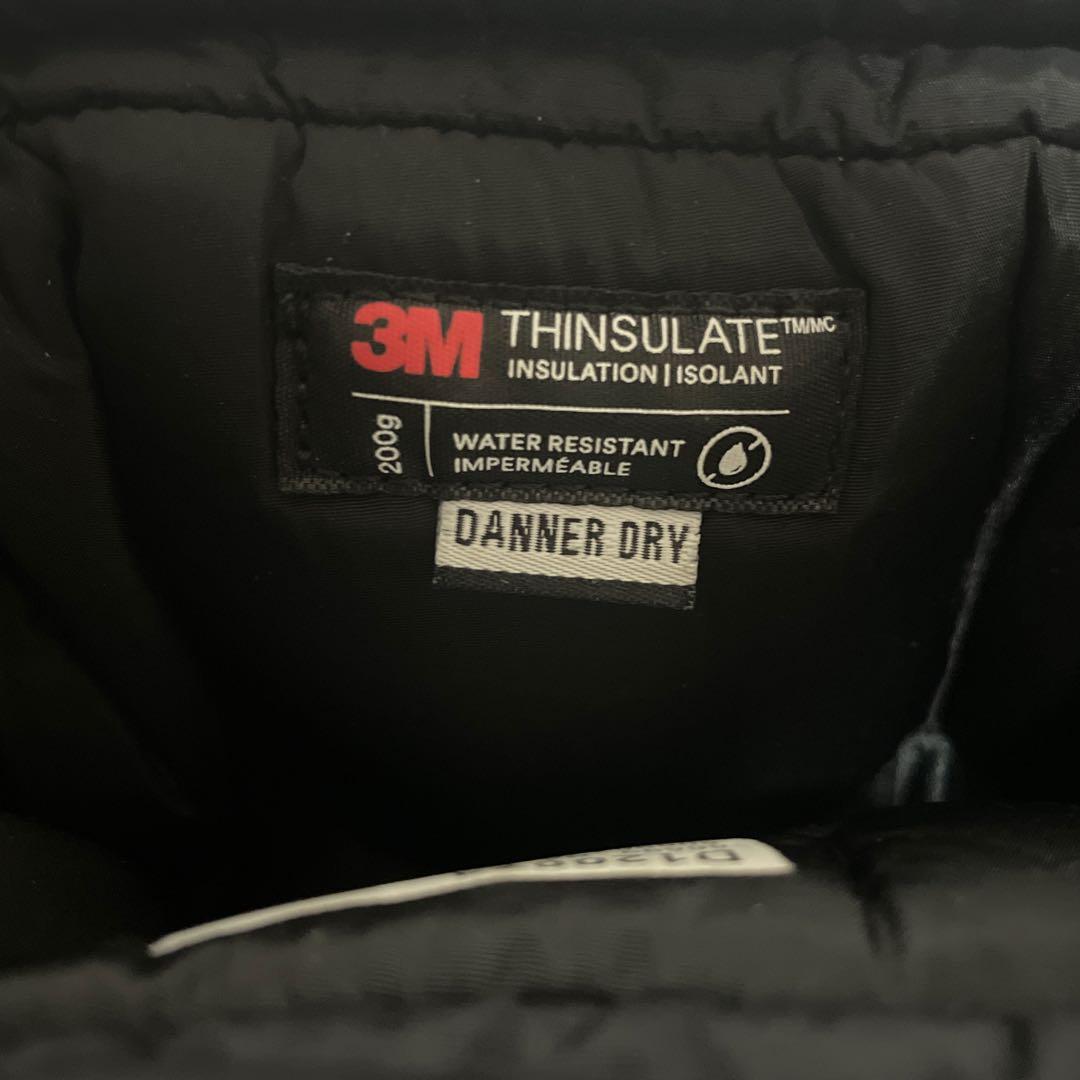 3M THINSULATE™/MC
INSULATION | ISOLANT
200g
WATER RESISTANT
IMPERMÉABLE
DANNER DRY